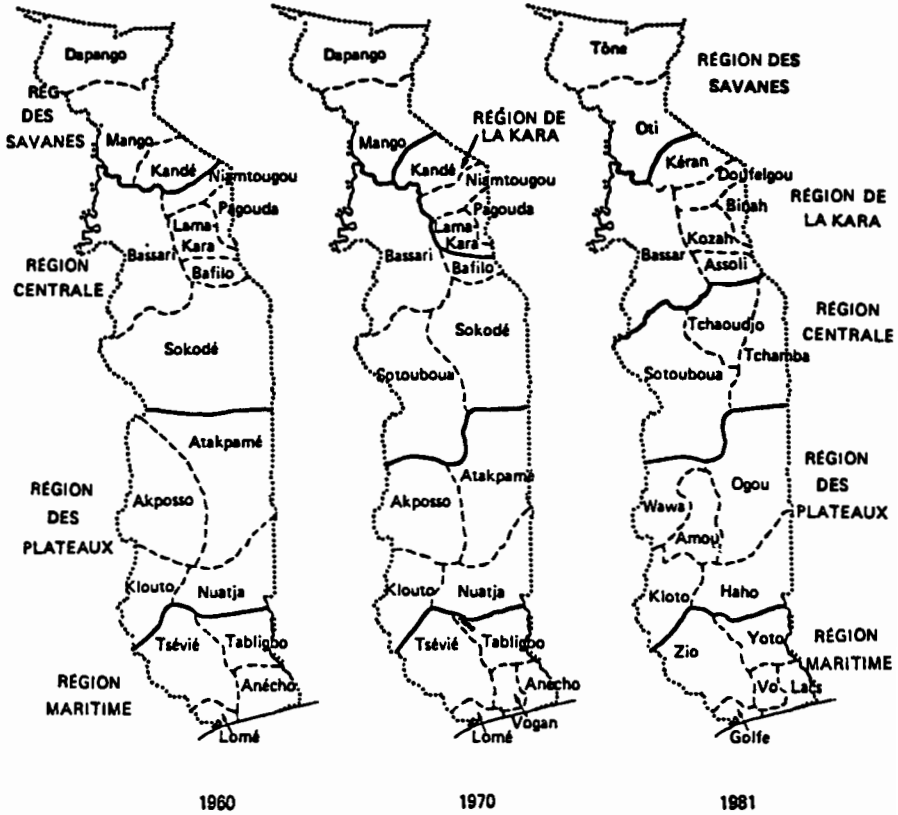 Dapango
RÉG
DES
SAVANES
Mango
Kandé
Niamtougou
Pagouda
Lama
Kara
Bassari
Bafilo
RÉGION
CENTRALE
Sokodé
Atakpamé
Akposso
RÉGION
DES
PLATEAUX
Klouto
Nuatja
Tsévié
Tabligbo
Anécho
RÉGION
MARITIME
Lomé
1960
Dapango
Mango
RÉGION DE
LA KARA
Kandé
Niamtougou
Pagouda
Lama
Kara
Bassari
Bafilo
Sokodé
Sotouboua
Atakpamé
Akposso
Klouto
Nuatja
Tsévié
Tabligbo
Anécho
Vogan
Lomé
1970
Tône
RÉGION DES
SAVANES
Oti
Kéran
Doufelgou
Binah
RÉGION DE
LA KARA
Kozah
Bassar
Assoli
Tchaoudjo
RÉGION
CENTRALE
Tchamba
Sotouboua
Ogou
RÉGION
DES
PLATEAUX
Wawa
Amou
Kloto
Haho
Zio
Yoto
RÉGION
MARITIME
Vo
Lacs
Golfe
1981